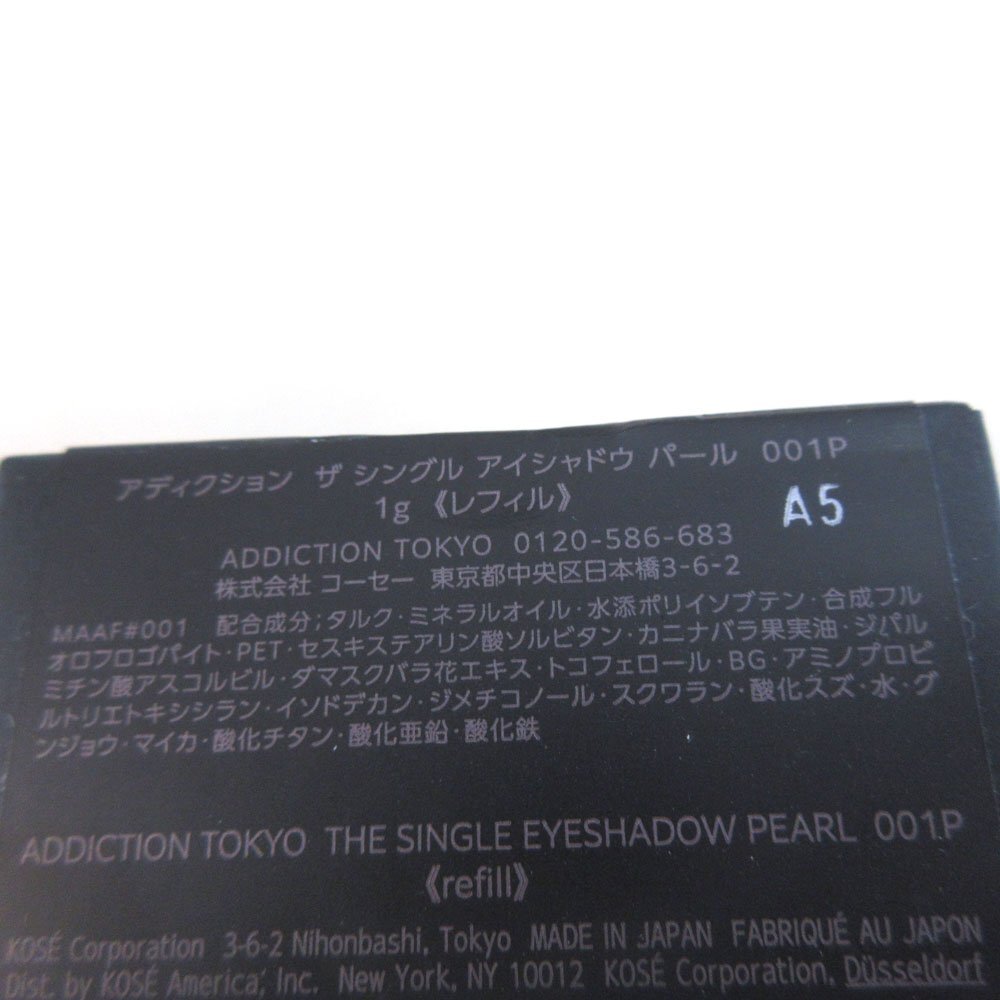 アディクション ザ シングル アイシャドウ パール 001P
1g 《レフィル》
A5
ADDICTION TOKYO 0120-586-683
株式会社 コーセー 東京都中央区日本橋3-6-2
MAAF#001 配合成分;タルク・ミネラルオイル・水添ポリイソブテン・合成フル
オロフロゴパイト・PET・セスキステアリン酸ソルビタン・カニナバラ果実油・ジパル
ミチン酸アスコルビル・ダマスクバラ花エキス・トコフェロール・BG・アミノプロピ
ルトリエトキシシラン・イソドデカン・ジメチコノール・スクワラン・酸化スズ・水・グ
ンジョウ・マイカ・酸化チタン・酸化亜鉛・酸化鉄
ADDICTION TOKYO THE SINGLE EYESHADOW PEARL 001P
《refill》
KOSÉ Corporation 3-6-2 Nihonbashi, Tokyo MADE IN JAPAN FABRIQUÉ AU JAPON
Dist. by KOSÉ America, Inc. New York, NY 10012 KOSÉ Corporation, Düsseldorf